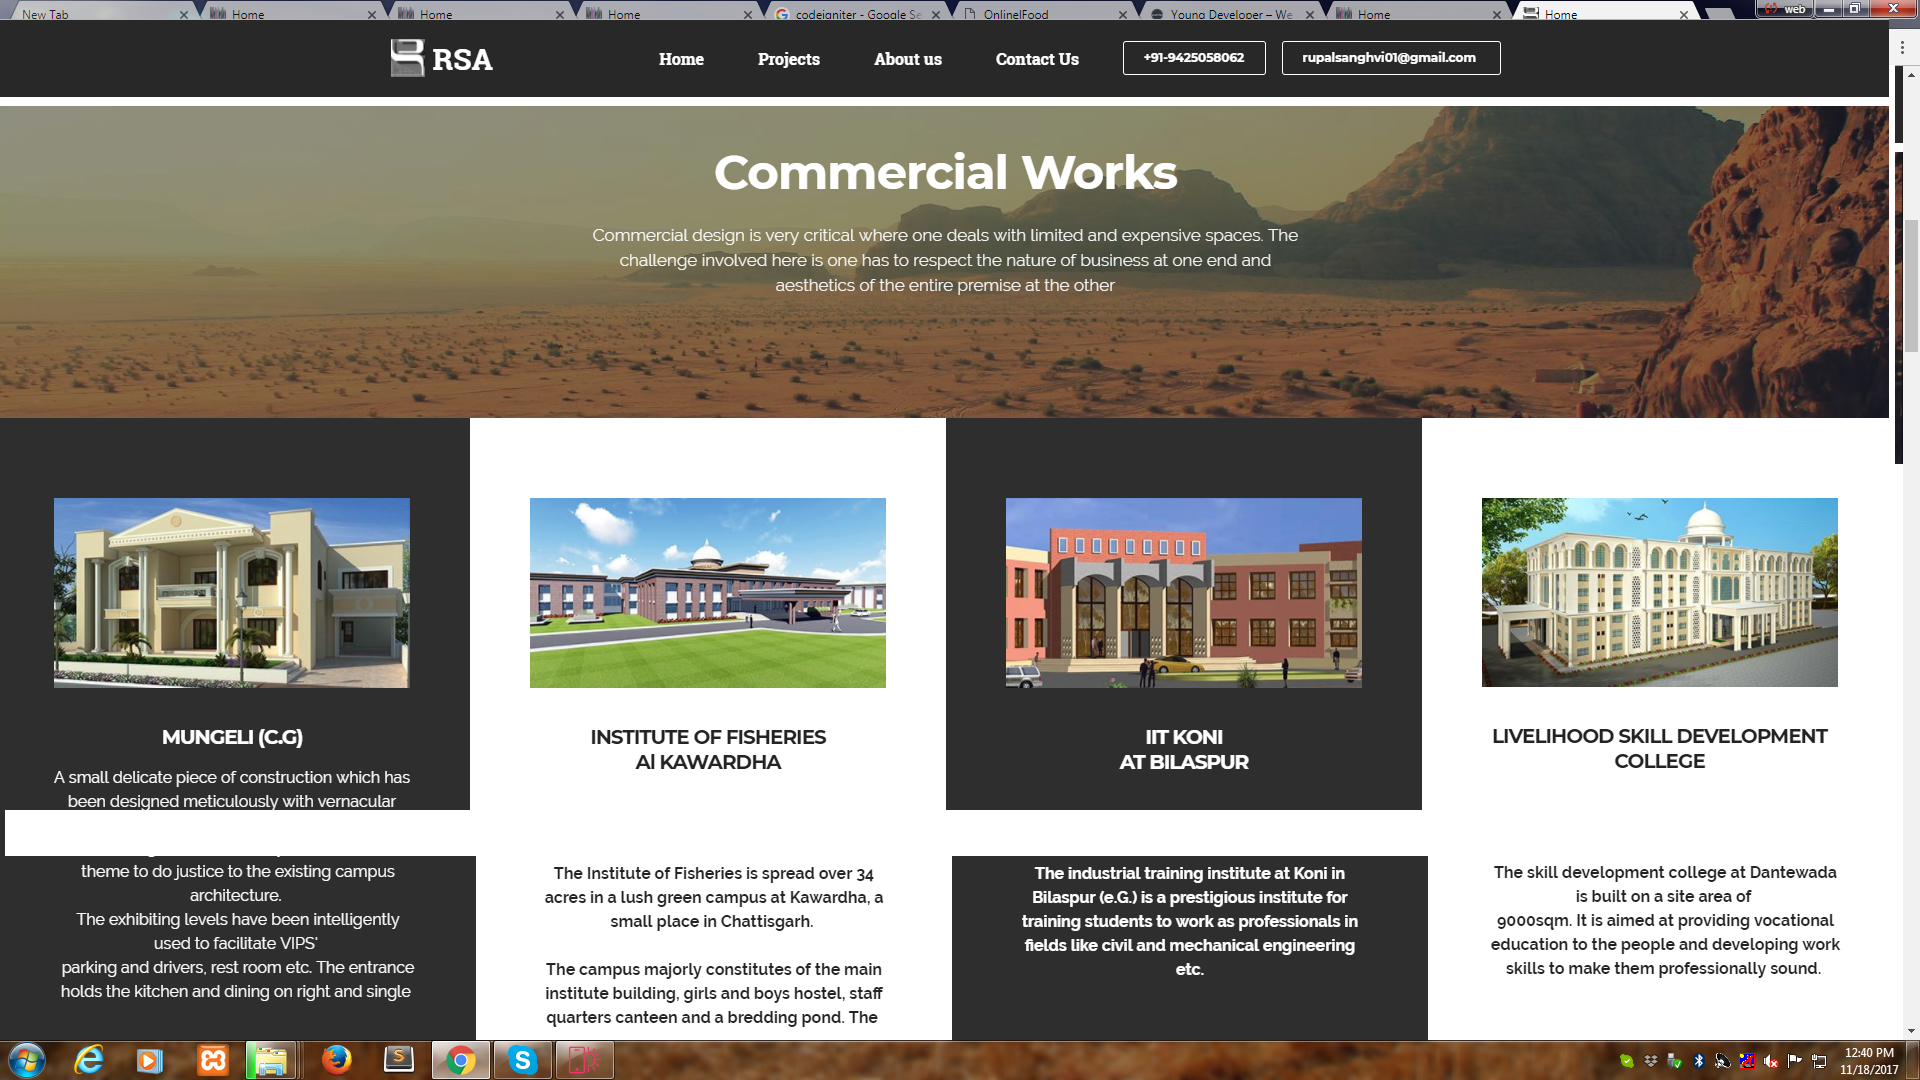 New Tab
Home
Home
Home
codeigniter - Google Se
OnlinelFood
Young Developer – We
Home
Home
web
RSA
Home
Projects
About us
Contact Us
+91-9425058062
rupalsanghvi01@gmail.com
Commercial Works
Commercial design is very critical where one deals with limited and expensive spaces. The
challenge involved here is one has to respect the nature of business at one end and
aesthetics of the entire premise at the other
MUNGELI (C.G)
A small delicate piece of construction which has
been designed meticulously with vernacular
theme to do justice to the existing campus
architecture.
The exhibiting levels have been intelligently
used to facilitate VIPS'
parking and drivers, rest room etc. The entrance
holds the kitchen and dining on right and single
INSTITUTE OF FISHERIES
Al KAWARDHA
The Institute of Fisheries is spread over 34
acres in a lush green campus at Kawardha, a
small place in Chattisgarh.
The campus majorly constitutes of the main
institute building, girls and boys hostel, staff
quarters canteen and a bredding pond. The
IIT KONI
AT BILASPUR
The industrial training institute at Koni in
Bilaspur (e.G.) is a prestigious institute for
training students to work as professionals in
fields like civil and mechanical engineering
etc.
LIVELIHOOD SKILL DEVELOPMENT
COLLEGE
The skill development college at Dantewada
is built on a site area of
9000sqm. It is aimed at providing vocational
education to the people and developing work
skills to make them professionally sound.
12:40 PM
11/18/2017